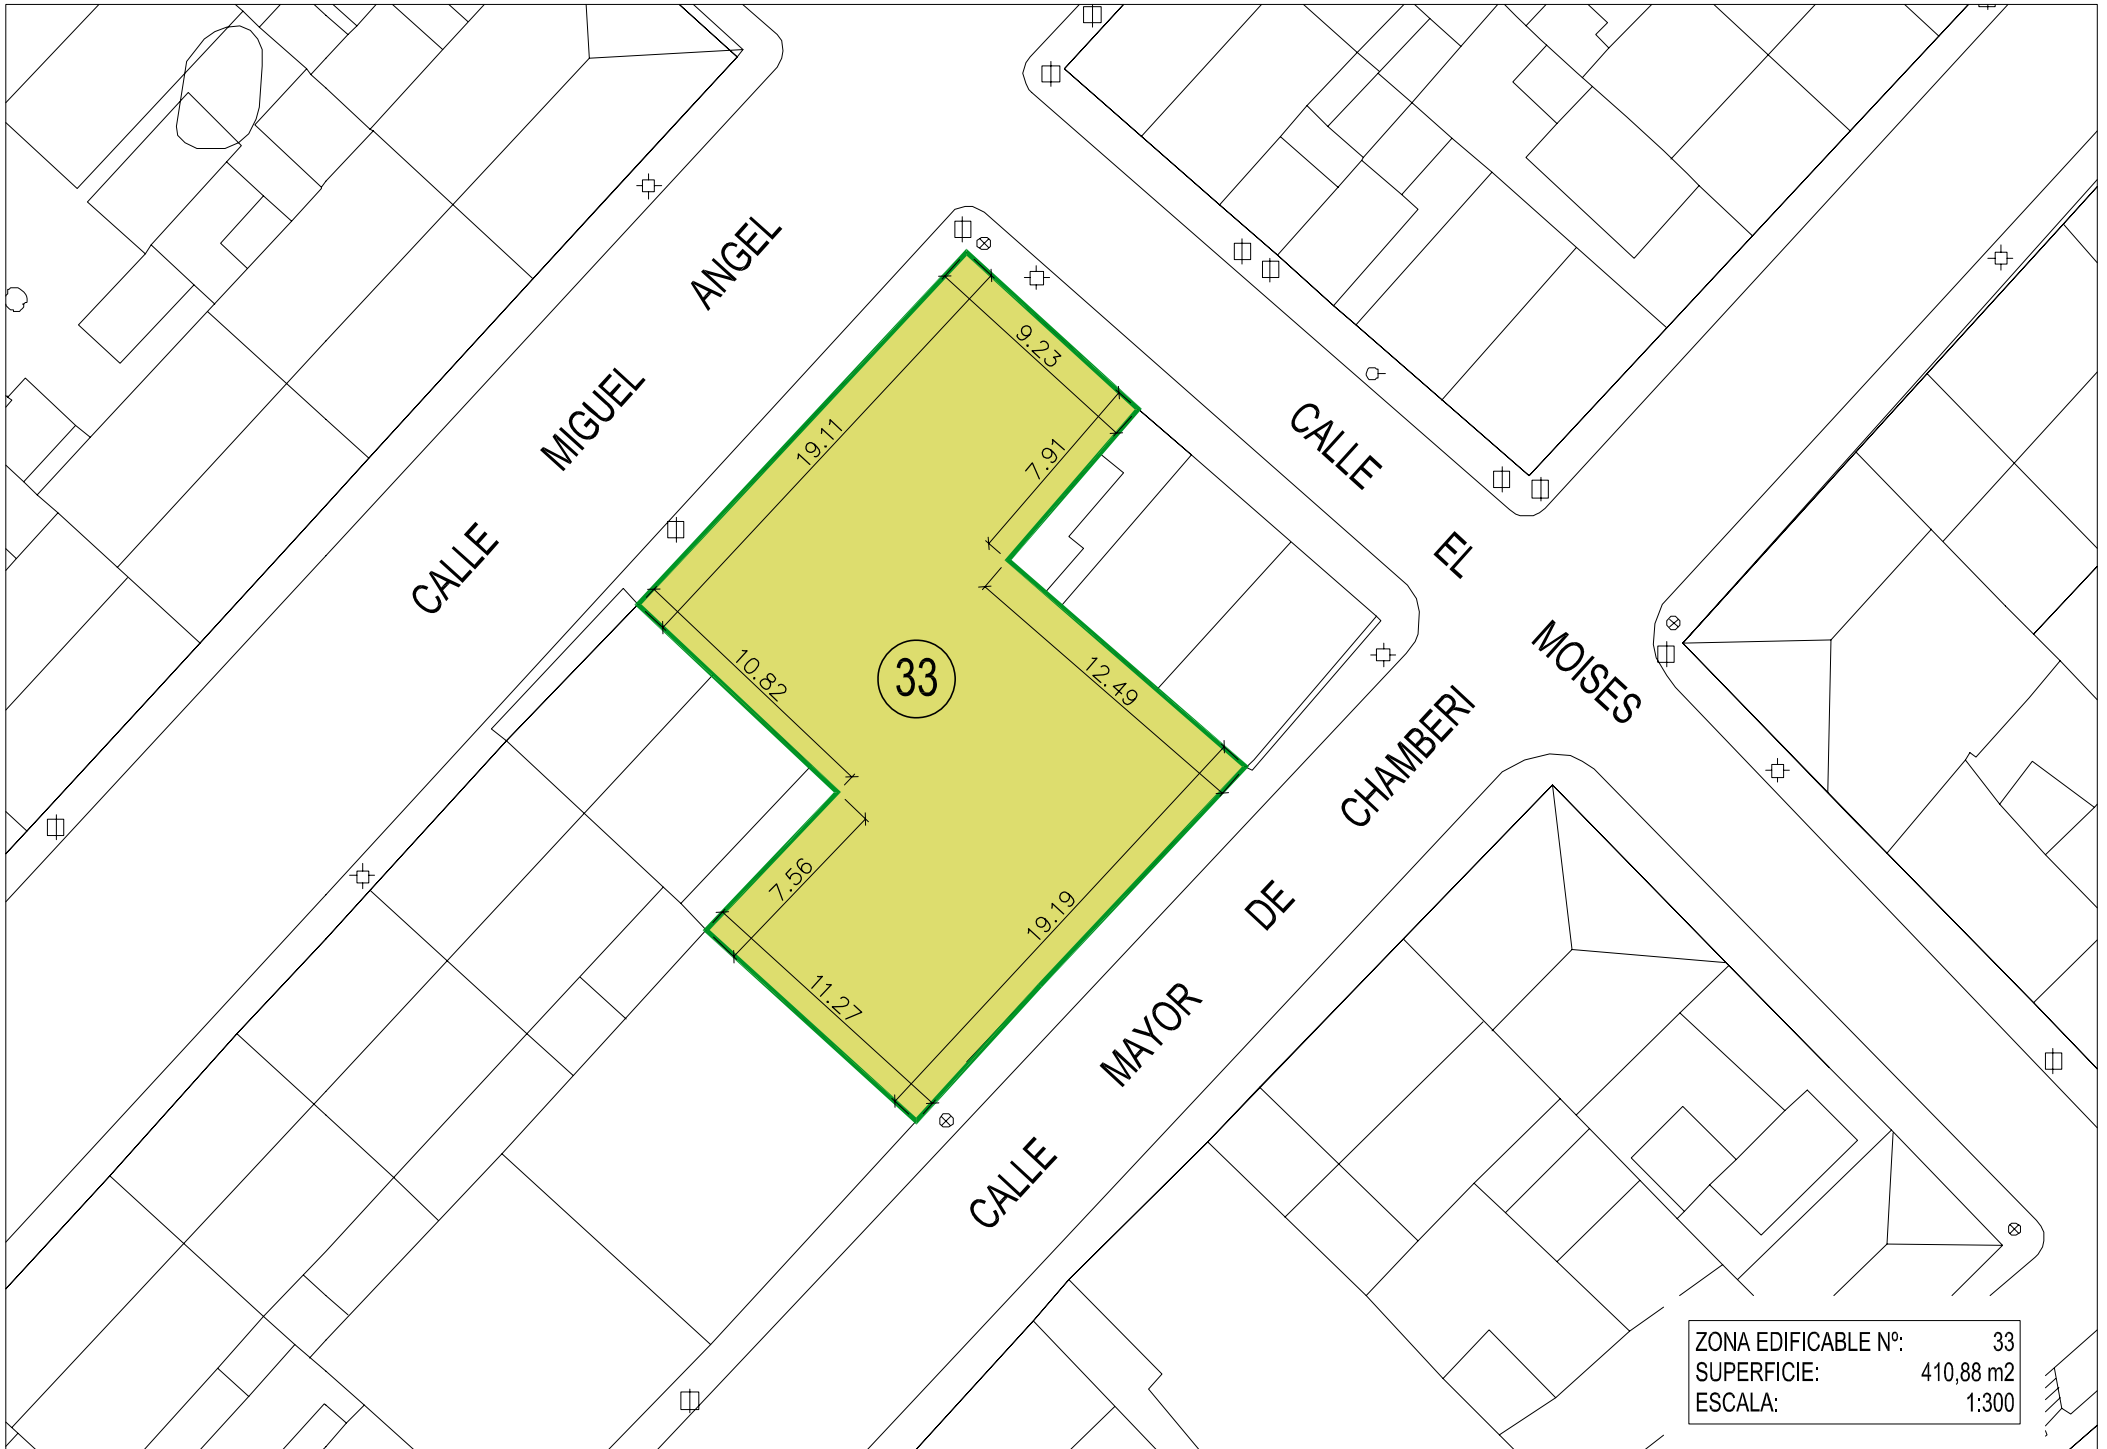 CALLE MIGUEL ANGEL
CALLE EL MOISES
CALLE MAYOR DE CHAMBERI
9.23
19.11
7.91
10.82
12.49
33
7.56
11.27
19.19
ZONA EDIFICABLE Nº: 33
SUPERFICIE: 410,88 m2
ESCALA: 1:300